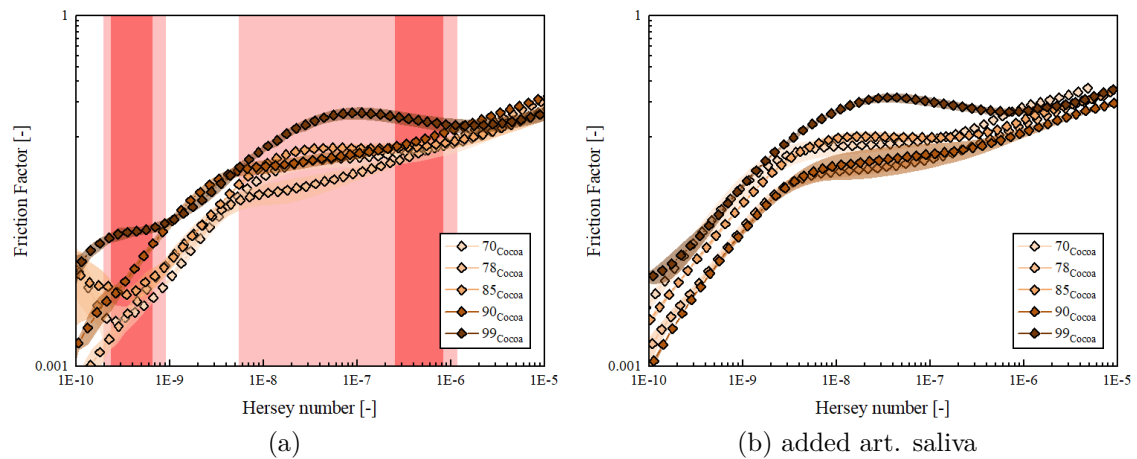 1
Friction Factor [-]
0.001
1E-10 1E-9 1E-8 1E-7 1E-6 1E-5
Hersey number [-]
70Cocoa
78Cocoa
85Cocoa
90Cocoa
99Cocoa
(a)
1
Friction Factor [-]
0.001
1E-10 1E-9 1E-8 1E-7 1E-6 1E-5
Hersey number [-]
70Cocoa
78Cocoa
85Cocoa
90Cocoa
99Cocoa
(b) added art. saliva